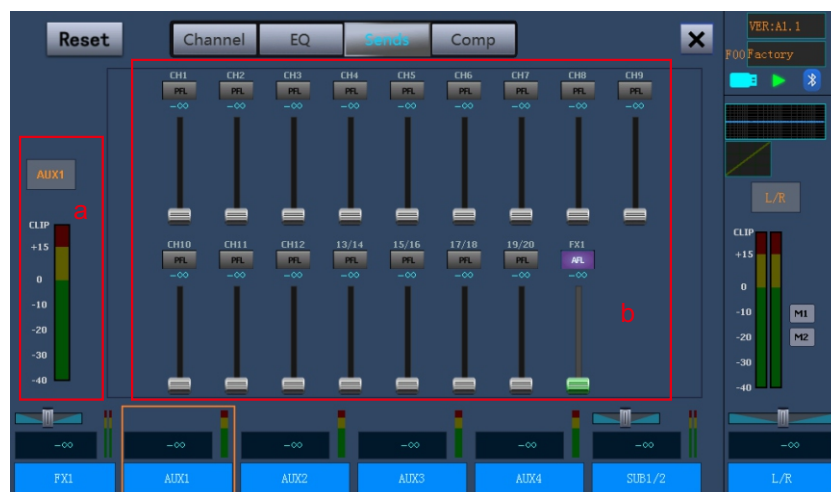 Reset Channel EQ Sends Comp X VER:A1.1
F00 Factory
CH1 CH2 CH3 CH4 CH5 CH6 CH7 CH8 CH9
PFL PFL PFL PFL PFL PFL PFL PFL PFL
-∞ -∞ -∞ -∞ -∞ -∞ -∞ -∞ -∞
AUX1
a
CLIP
+15
0
-10
-20
-30
-40
CH10 CH11 CH12 13/14 15/16 17/18 19/20 FX1
PFL PFL PFL PFL PFL PFL PFL AFL
-∞ -∞ -∞ -∞ -∞ -∞ -∞ -∞
b
L/R
CLIP
+15
0
-10 M1
-20 M2
-30
-40
-∞ -∞ -∞ -∞ -∞ -∞ -∞
FX1 AUX1 AUX2 AUX3 AUX4 SUB1/2 L/R